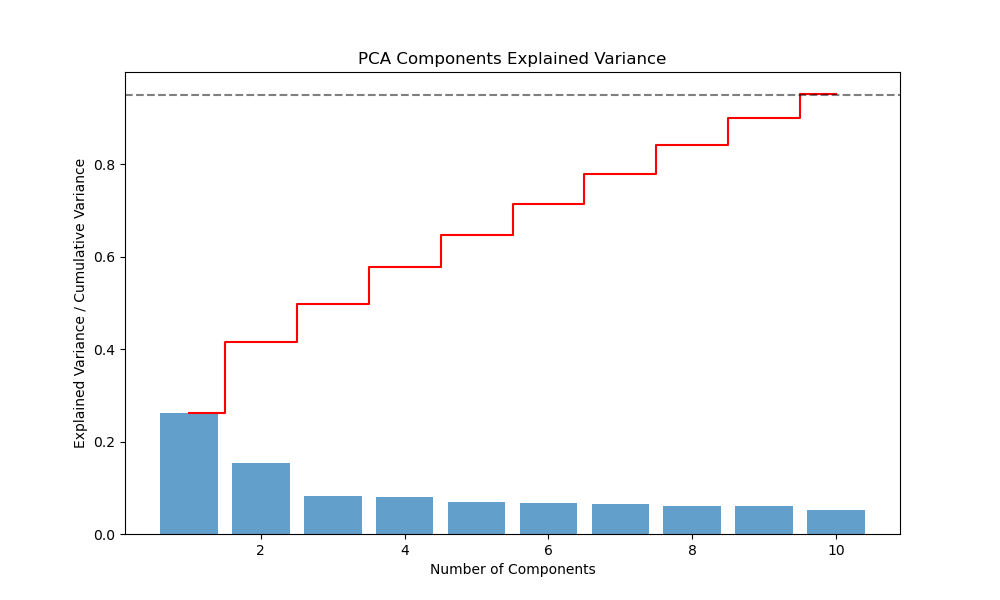 PCA Components Explained Variance
Explained Variance / Cumulative Variance
0.8
0.6
0.4
0.2
0.0
2 4 6 8 10
Number of Components